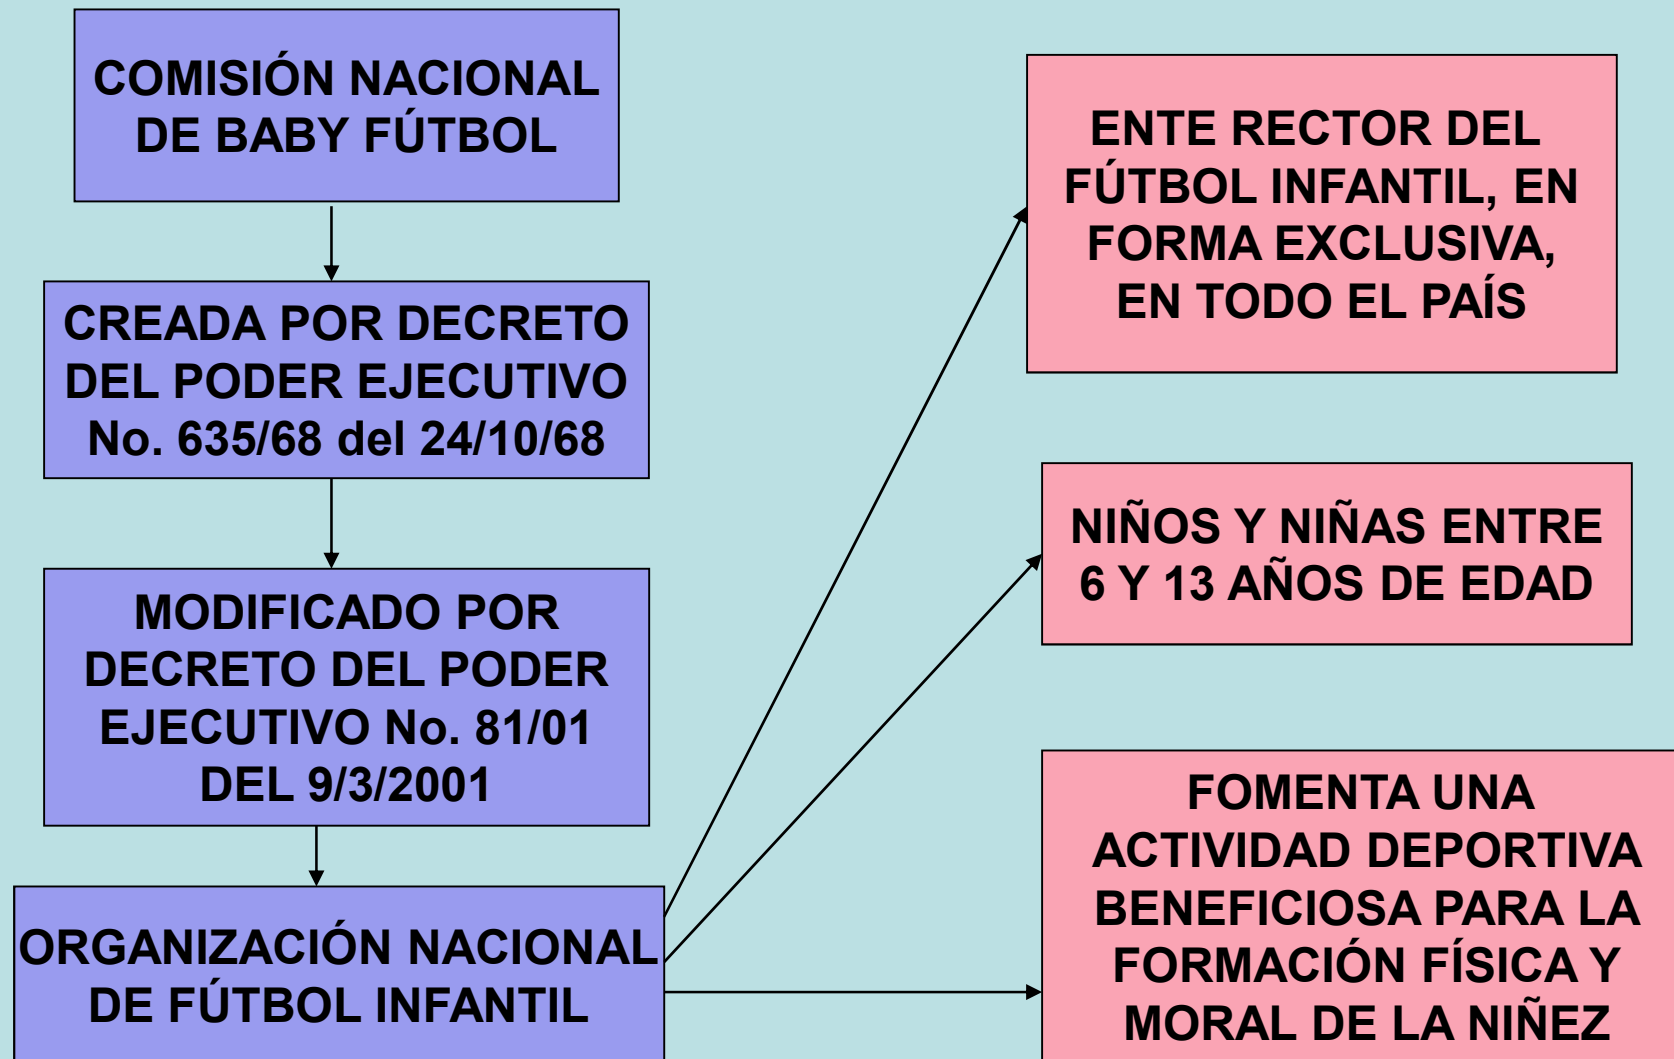 COMISIÓN NACIONAL
DE BABY FÚTBOL
CREADA POR DECRETO
DEL PODER EJECUTIVO
No. 635/68 del 24/10/68
MODIFICADO POR
DECRETO DEL PODER
EJECUTIVO No. 81/01
DEL 9/3/2001
ORGANIZACIÓN NACIONAL
DE FÚTBOL INFANTIL
ENTE RECTOR DEL
FÚTBOL INFANTIL, EN
FORMA EXCLUSIVA,
EN TODO EL PAÍS
NIÑOS Y NIÑAS ENTRE
6 Y 13 AÑOS DE EDAD
FOMENTA UNA
ACTIVIDAD DEPORTIVA
BENEFICIOSA PARA LA
FORMACIÓN FÍSICA Y
MORAL DE LA NIÑEZ